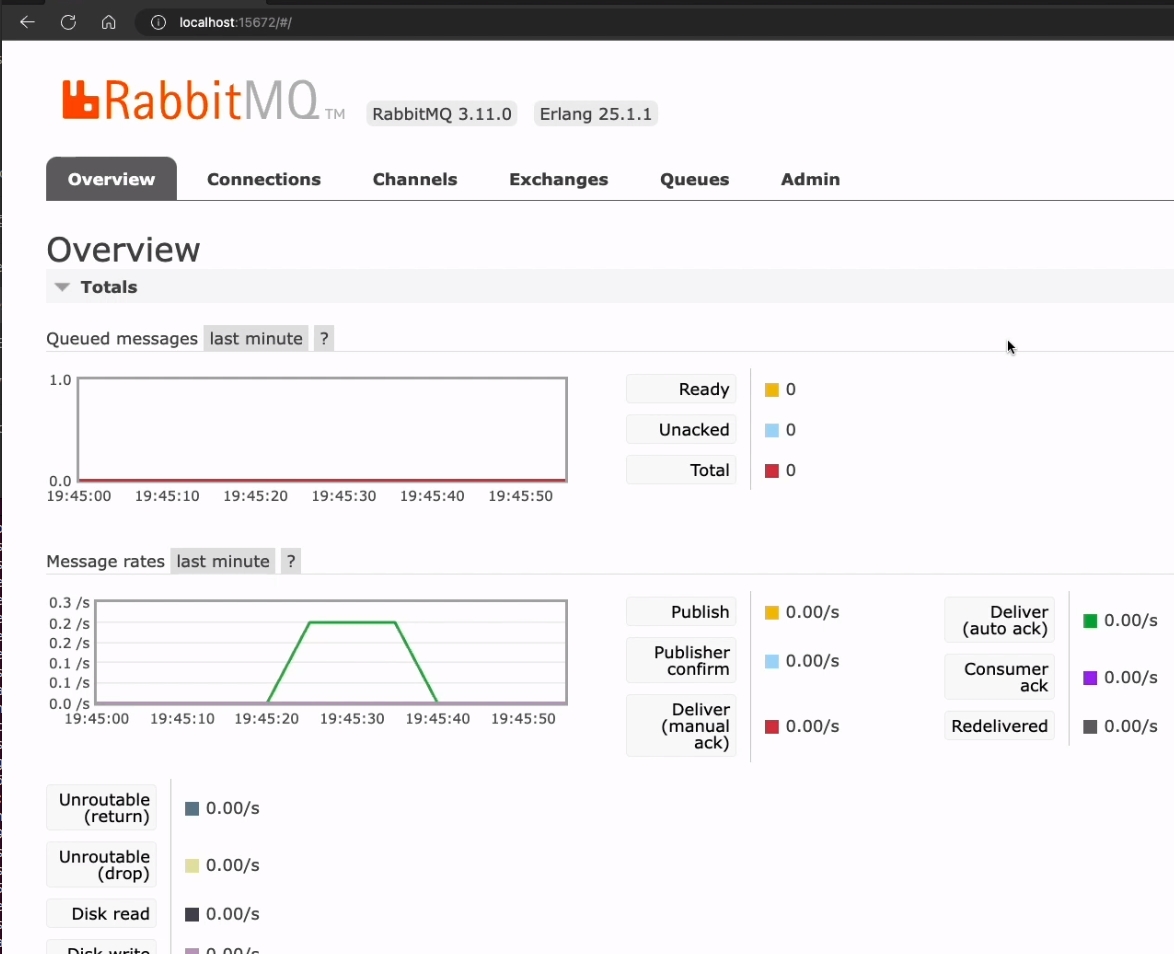 localhost:15672/#/
RabbitMQ TM RabbitMQ 3.11.0 Erlang 25.1.1
Overview Connections Channels Exchanges Queues Admin
Overview
Totals
Queued messages last minute ?
1.0
0.0
19:45:00 19:45:10 19:45:20 19:45:30 19:45:40 19:45:50
Ready 0
Unacked 0
Total 0
Message rates last minute ?
0.3 /s
0.2 /s
0.2 /s
0.1 /s
0.1 /s
0.0 /s
19:45:00 19:45:10 19:45:20 19:45:30 19:45:40 19:45:50
Publish 0.00/s
Publisher
confirm 0.00/s
Deliver
(manual 0.00/s
ack)
Deliver
(auto ack) 0.00/s
Consumer
ack 0.00/s
Redelivered 0.00/s
Unroutable
(return) 0.00/s
Unroutable
(drop) 0.00/s
Disk read 0.00/s
Disk write 0.00/s